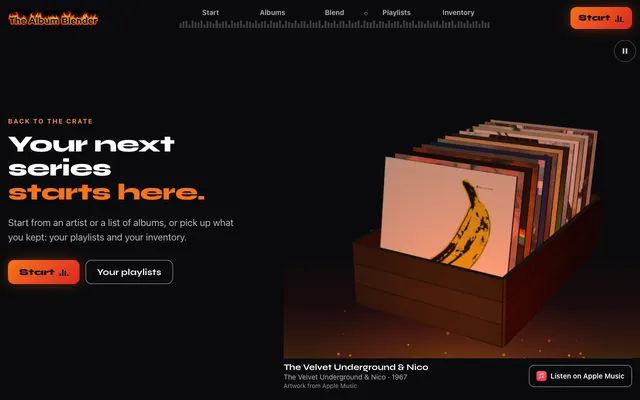 The Album Blender
Start
Albums
Blend
Playlists
Inventory
Start
BACK TO THE CRATE
Your next
series
starts here.
Start from an artist or a list of albums, or pick up what
you kept: your playlists and your inventory.
Start
Your playlists
The Velvet Underground & Nico
The Velvet Underground & Nico · 1967
Artwork from Apple Music
Listen on Apple Music